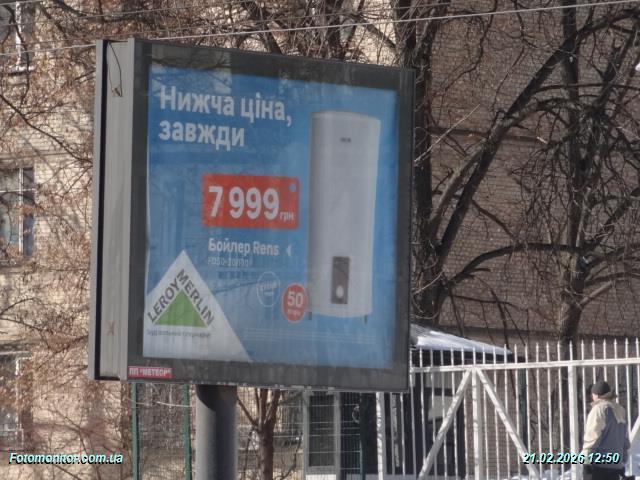 Нижча ціна,
завжди
7 999 грн
Бойлер Rens
50
LEROY MERLIN
ПП "МЕТЕОР"
Fotomonitor.com.ua
21.02.2026 12:50